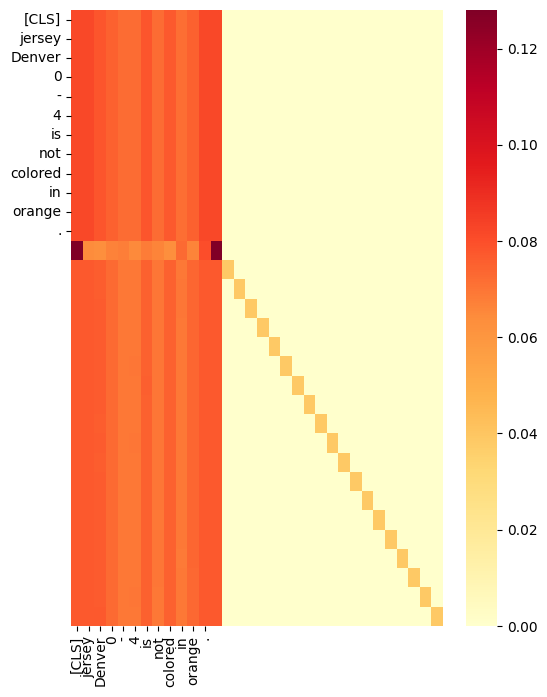 [CLS]
jersey
Denver
0
-
4
is
not
colored
in
orange
.
0.12
0.10
0.08
0.06
0.04
0.02
0.00
[CLS]
jersey
Denver
0
-
4
is
not
colored
in
orange
.